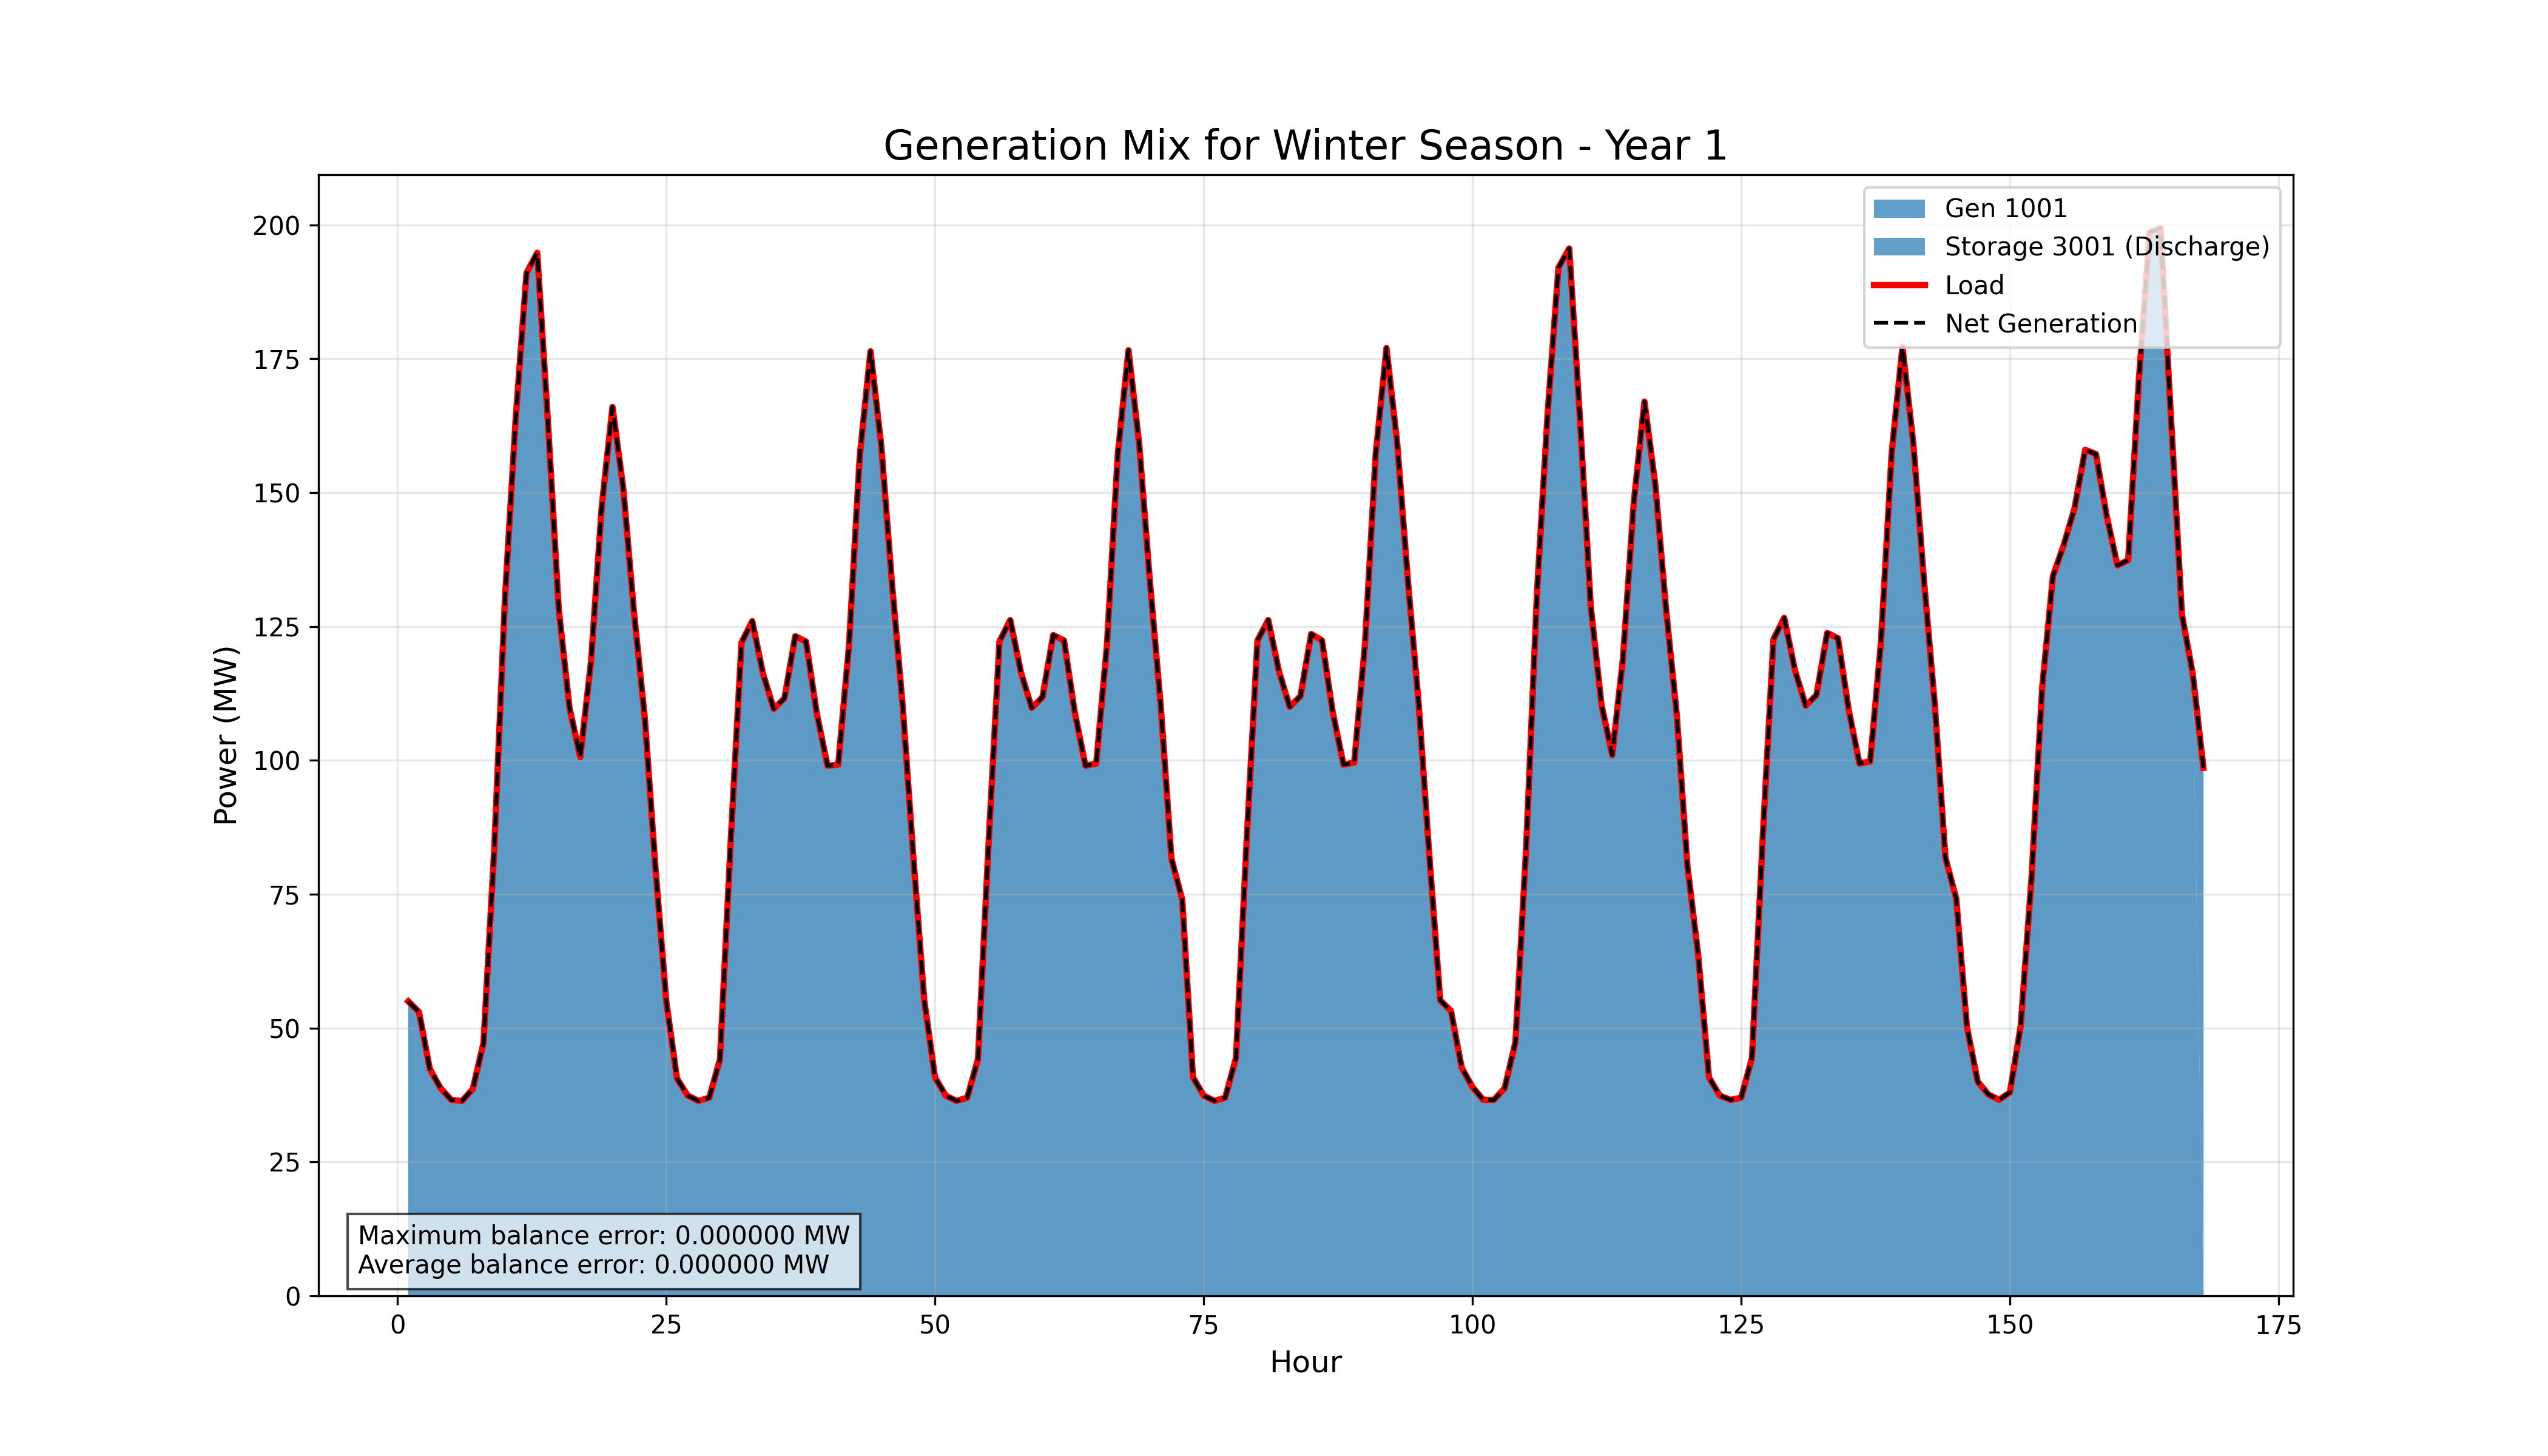 Generation Mix for Winter Season - Year 1
Gen 1001
Storage 3001 (Discharge)
Load
Net Generation
Power (MW)
200
175
150
125
100
75
50
25
0
Maximum balance error: 0.000000 MW
Average balance error: 0.000000 MW
0 25 50 75 100 125 150 175
Hour